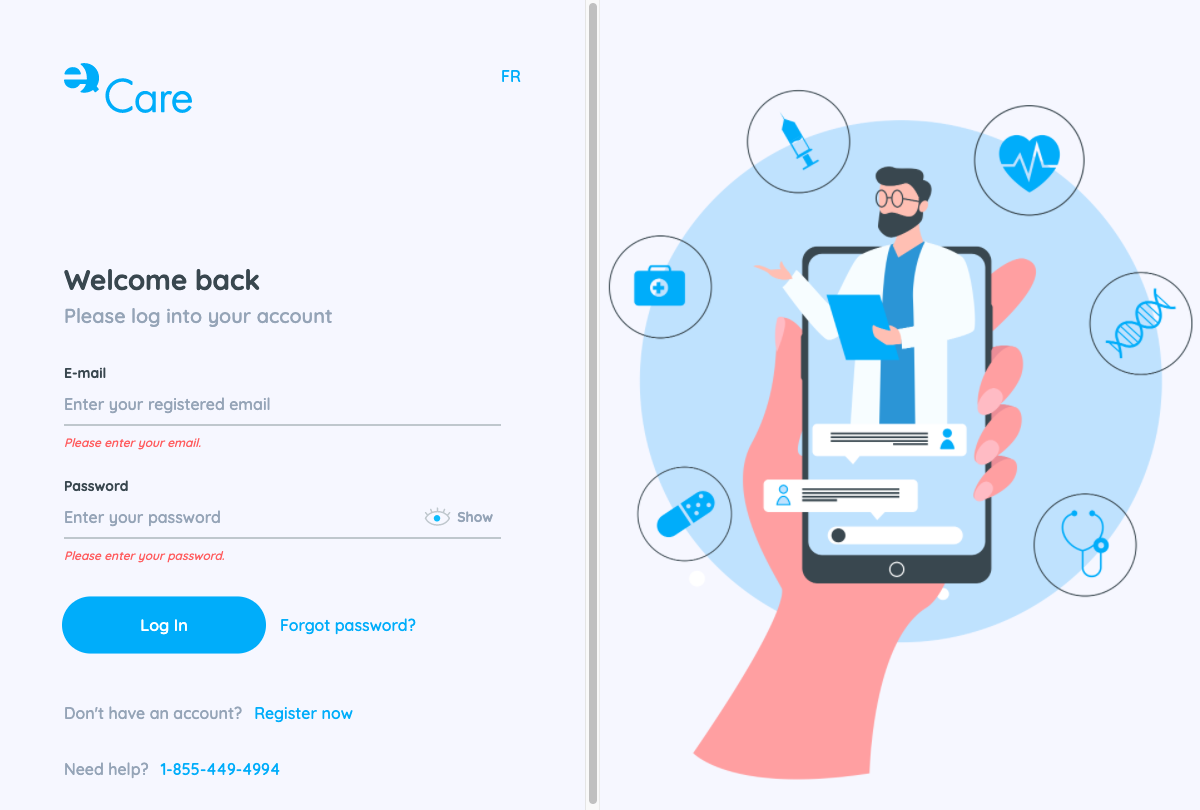 eQ Care
FR
Welcome back
Please log into your account
E-mail
Enter your registered email
Please enter your email.
Password
Enter your password
Show
Please enter your password.
Log In
Forgot password?
Don't have an account? Register now
Need help? 1-855-449-4994